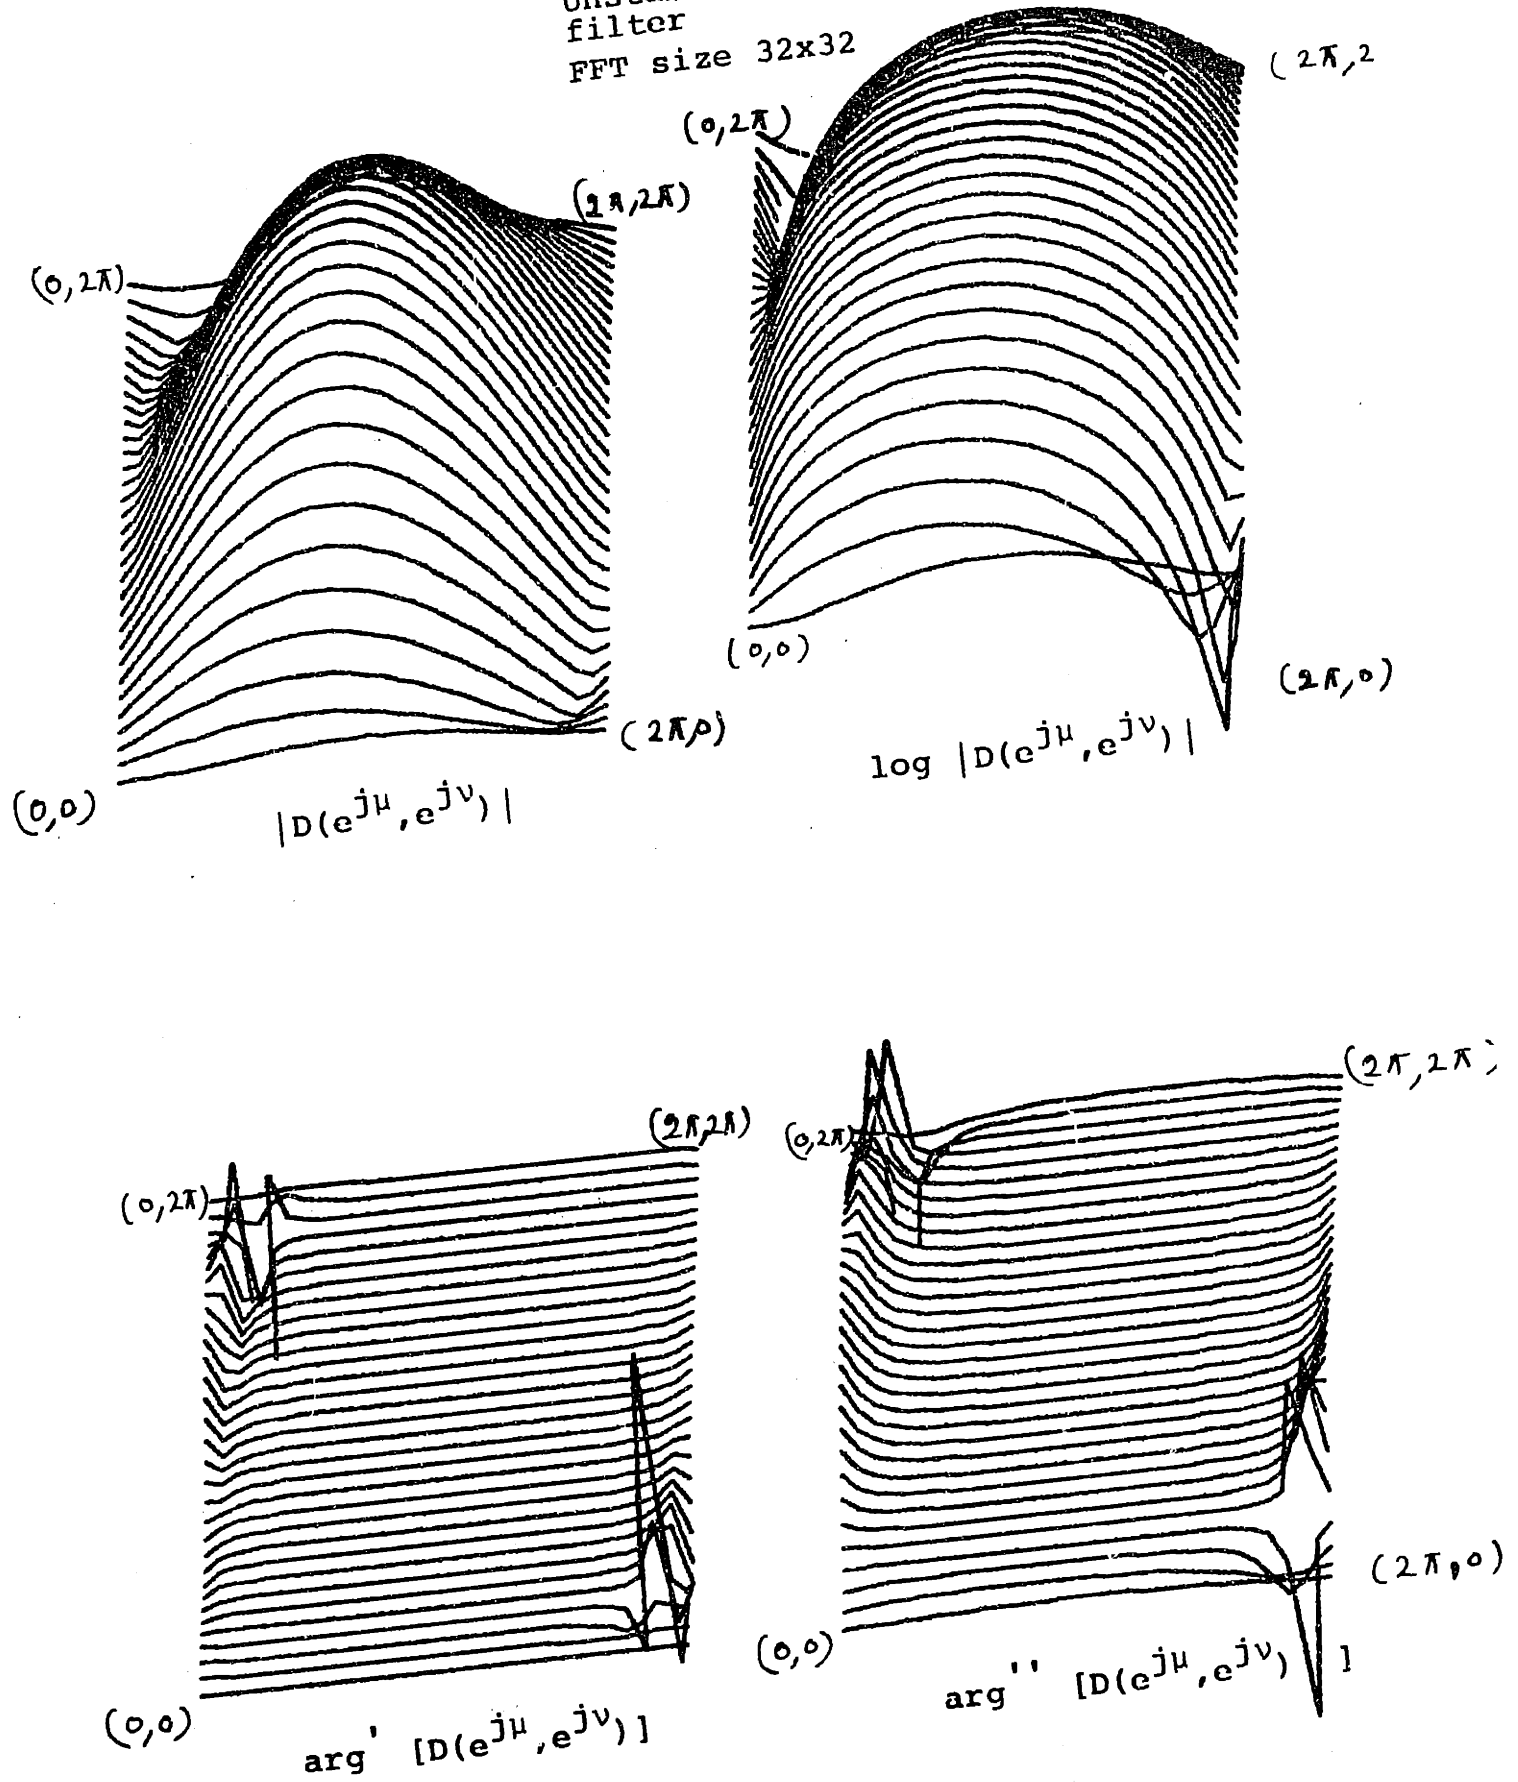 filter
FFT size 32x32
(0,2π)
(2π,2π)
(0,0)
(2π,0)
|D(e^{jμ},e^{jν})|
(0,2π)
(2π,2
(0,0)
(2π,0)
log |D(e^{jμ},e^{jν})|
(0,2π)
(2π,2π)
(0,0)
arg' [D(e^{jμ},e^{jν})]
(0,2π)
(2π,2π)
(0,0)
(2π,0)
arg'' [D(e^{jμ},e^{jν}) ]